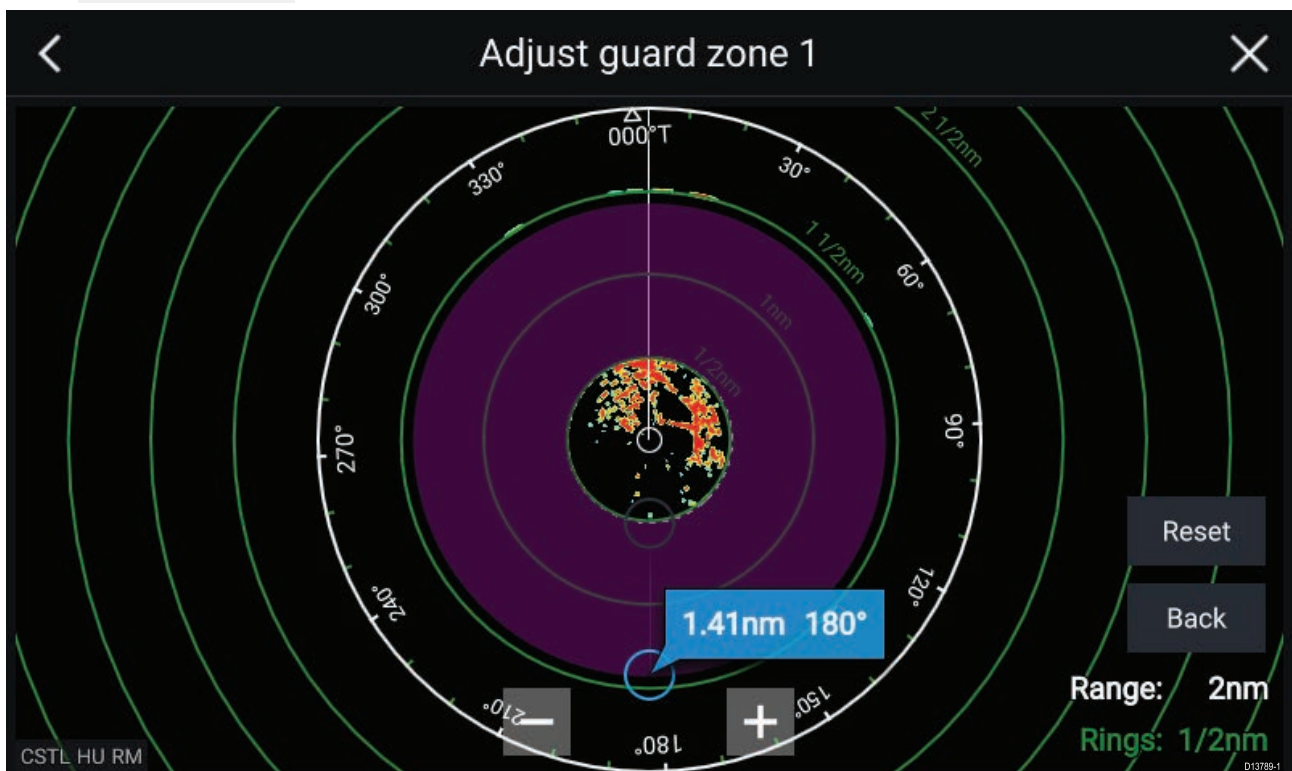 Adjust guard zone 1
000°T
30°
60°
90°
120°
150°
180°
210°
240°
270°
300°
330°
2 1/2nm
1 1/2nm
1nm
1/2nm
1.41nm 180°
Reset
Back
Range: 2nm
Rings: 1/2nm
CSTL HU RM
D13789-1